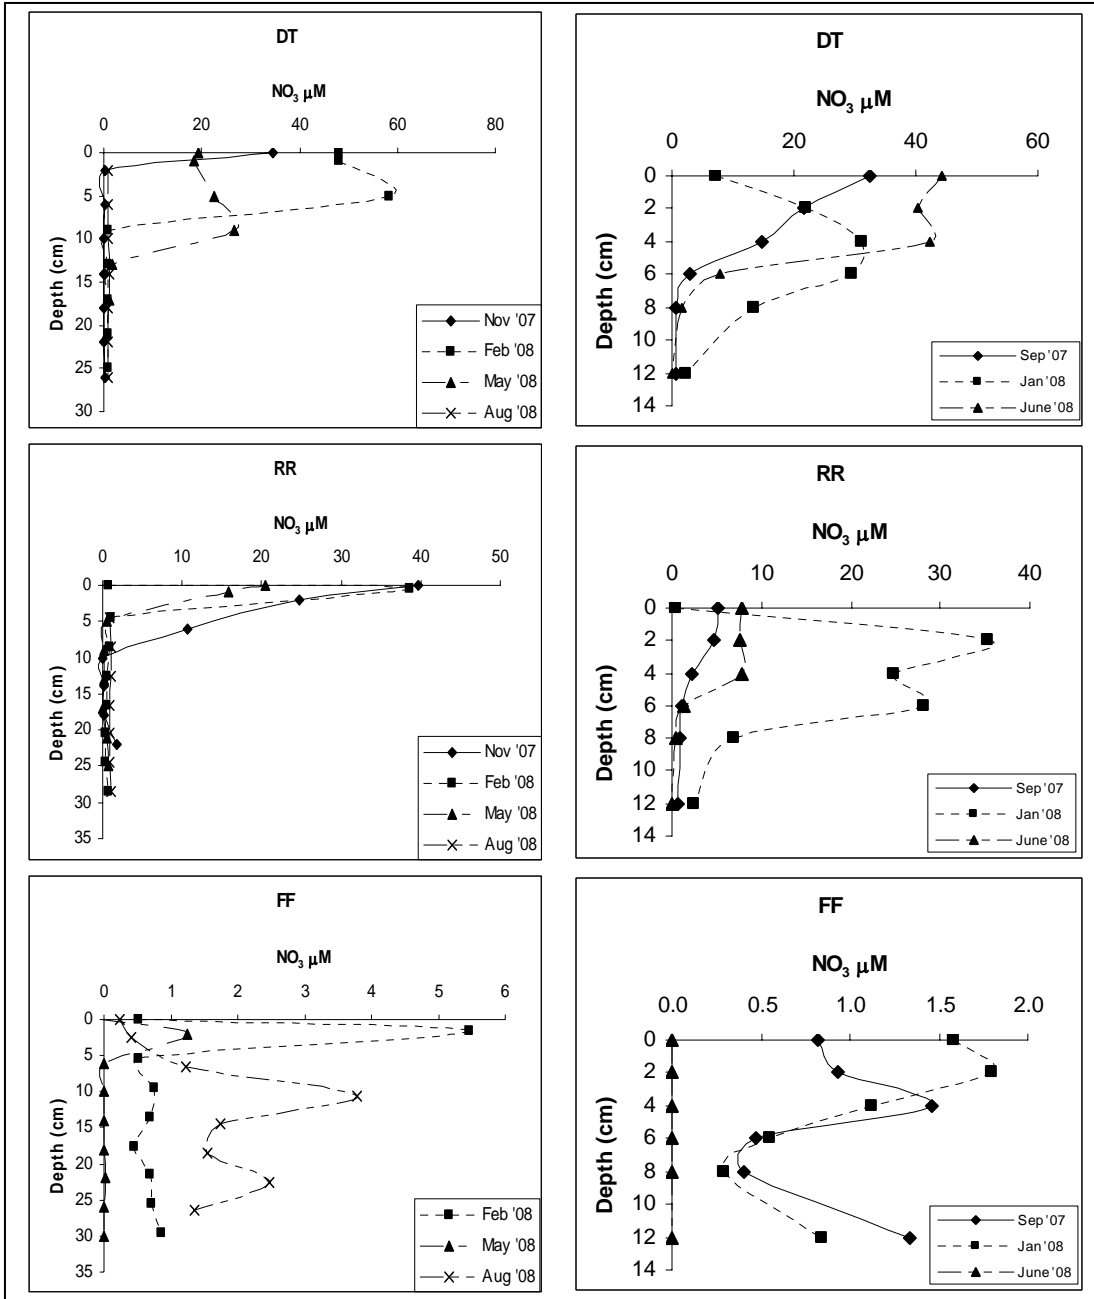 DT
NO3 µM
0 20 40 60 80
0
5
10
15
20
25
30
Depth (cm)
Nov '07
Feb '08
May '08
Aug '08
DT
NO3 µM
0 20 40 60
0
2
4
6
8
10
12
14
Depth (cm)
Sep '07
Jan '08
June '08
RR
NO3 µM
0 10 20 30 40 50
0
5
10
15
20
25
30
35
Depth (cm)
Nov '07
Feb '08
May '08
Aug '08
RR
NO3 µM
0 10 20 30 40
0
2
4
6
8
10
12
14
Depth (cm)
Sep '07
Jan '08
June '08
FF
NO3 µM
0 1 2 3 4 5 6
0
5
10
15
20
25
30
35
Depth (cm)
Feb '08
May '08
Aug '08
FF
NO3 µM
0.0 0.5 1.0 1.5 2.0
0
2
4
6
8
10
12
14
Depth (cm)
Sep '07
Jan '08
June '08